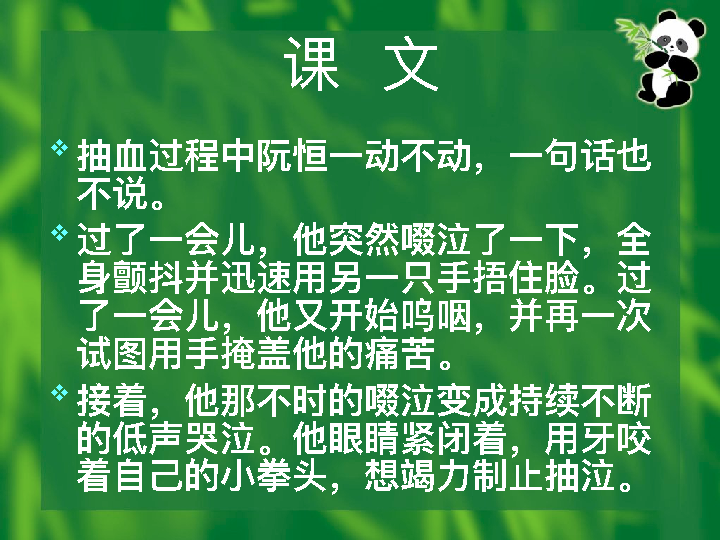 课 文
抽血过程中阮恒一动不动，一句话也
不说。
过了一会儿，他突然啜泣了一下，全
身颤抖并迅速用另一只手捂住脸。过
了一会儿，他又开始呜咽，并再一次
试图用手掩盖他的痛苦。
接着，他那不时的啜泣变成持续不断
的低声哭泣。他眼睛紧闭着，用牙咬
着自己的小拳头，想竭力制止抽泣。